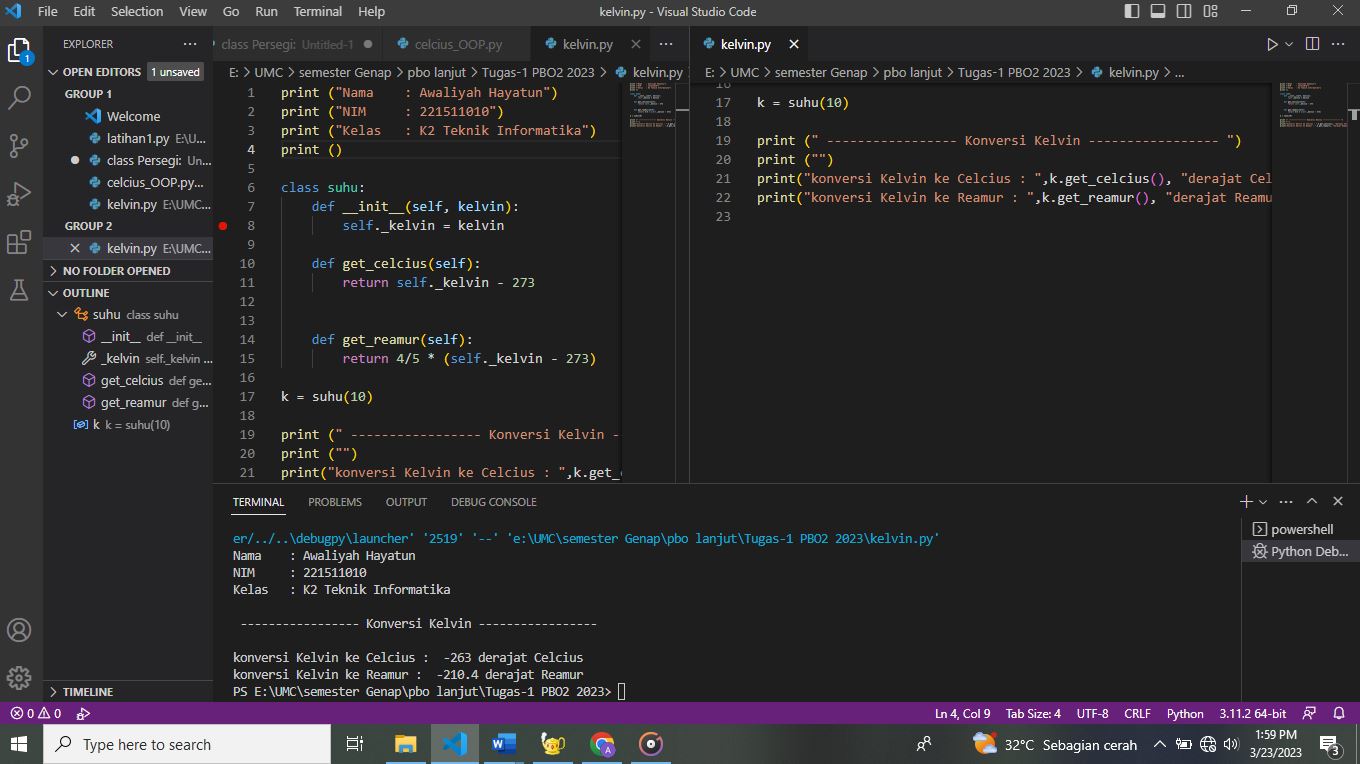 File Edit Selection View Go Run Terminal Help
kelvin.py - Visual Studio Code
EXPLORER
OPEN EDITORS 1 unsaved
GROUP 1
Welcome
latihan1.py E:\U...
class Persegi: Un...
celcius_OOP.py...
kelvin.py E:\UMC...
GROUP 2
kelvin.py E:\UMC...
NO FOLDER OPENED
OUTLINE
suhu class suhu
__init__ def __init__
_kelvin self._kelvin ...
get_celcius def ge...
get_reamur def g...
k k = suhu(10)
TIMELINE
class Persegi: Untitled-1
celcius_OOP.py
kelvin.py
E: > UMC > semester Genap > pbo lanjut > Tugas-1 PBO2 2023 > kelvin.py
1 print ("Nama    : Awaliyah Hayatun")
2 print ("NIM     : 221511010")
3 print ("Kelas   : K2 Teknik Informatika")
4 print ()
5
6 class suhu:
7     def __init__(self, kelvin):
8         self._kelvin = kelvin
9
10     def get_celcius(self):
11         return self._kelvin - 273
12
13
14     def get_reamur(self):
15         return 4/5 * (self._kelvin - 273)
16
17 k = suhu(10)
18
19 print (" ----------------- Konversi Kelvin -
20 print ("")
21 print("konversi Kelvin ke Celcius : ",k.get_c
kelvin.py
E: > UMC > semester Genap > pbo lanjut > Tugas-1 PBO2 2023 > kelvin.py > ...
16
17 k = suhu(10)
18
19 print (" ----------------- Konversi Kelvin ----------------- ")
20 print ("")
21 print("konversi Kelvin ke Celcius : ",k.get_celcius(), "derajat Cel
22 print("konversi Kelvin ke Reamur : ",k.get_reamur(), "derajat Reamu
23
TERMINAL PROBLEMS OUTPUT DEBUG CONSOLE
er/../..\debugpy\launcher' '2519' '--' 'e:\UMC\semester Genap\pbo lanjut\Tugas-1 PBO2 2023\kelvin.py'
Nama    : Awaliyah Hayatun
NIM     : 221511010
Kelas   : K2 Teknik Informatika
----------------- Konversi Kelvin -----------------
konversi Kelvin ke Celcius :  -263 derajat Celcius
konversi Kelvin ke Reamur :  -210.4 derajat Reamur
PS E:\UMC\semester Genap\pbo lanjut\Tugas-1 PBO2 2023>
powershell
Python Deb...
0 0
Ln 4, Col 9 Tab Size: 4 UTF-8 CRLF Python 3.11.2 64-bit
Type here to search
32°C Sebagian cerah
1:59 PM
3/23/2023
3